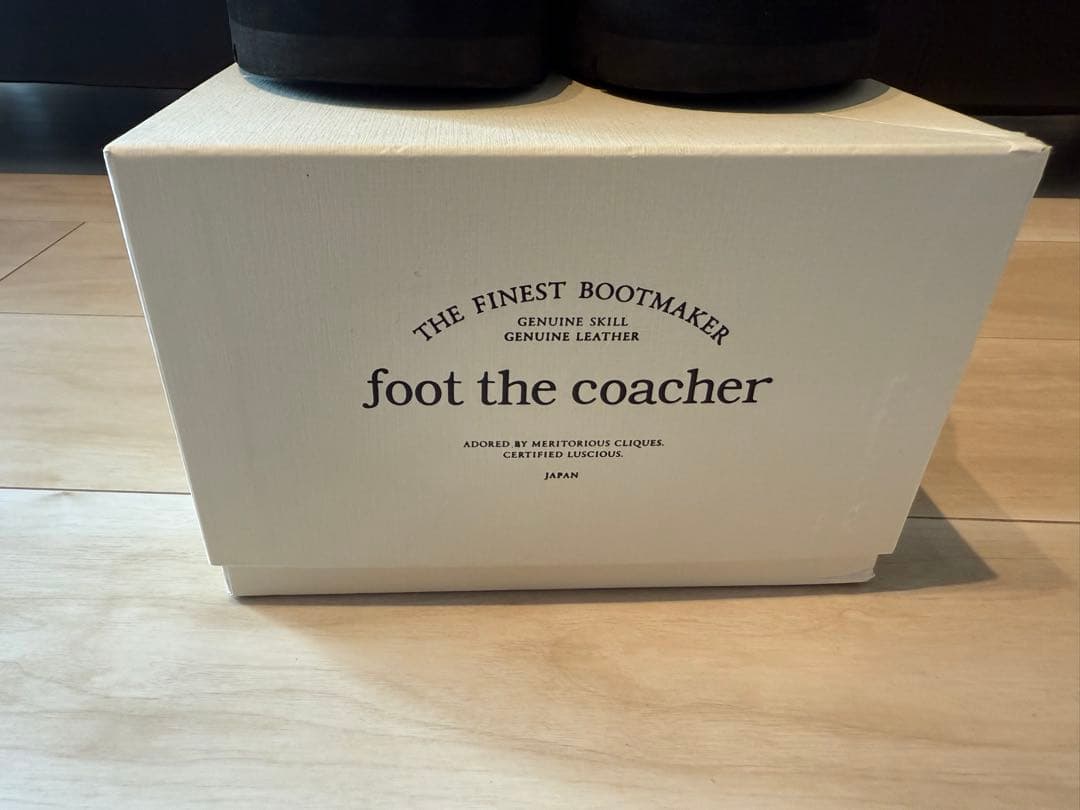 THE FINEST BOOTMAKER
GENUINE SKILL
GENUINE LEATHER
foot the coacher
ADORED BY MERITORIOUS CLIQUES.
CERTIFIED LUSCIOUS.
JAPAN